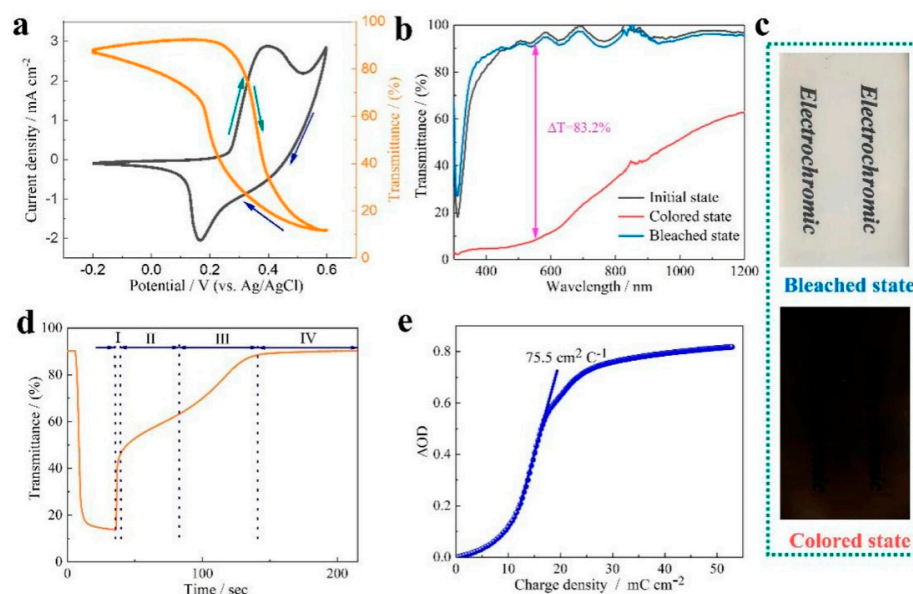 a
Current density / mA cm-2
3
2
1
0
-1
-2
-0.2
0.0
0.2
0.4
0.6
Potential / V (vs. Ag/AgCl)
100
80
60
40
20
0
Transmittance / (%)
b
Transmittance / (%)
100
80
60
40
20
0
ΔT=83.2%
Initial state
Colored state
Bleached state
400
600
800
1000
1200
Wavelength / nm
c
Electrochromic
Electrochromic
Bleached state
Colored state
d
Transmittance / (%)
100
80
60
40
20
0
I
II
III
IV
0
100
200
Time / sec
e
AOD
0.8
0.6
0.4
0.2
0.0
75.5 cm2 C-1
0
10
20
30
40
50
Charge density / mC cm-2